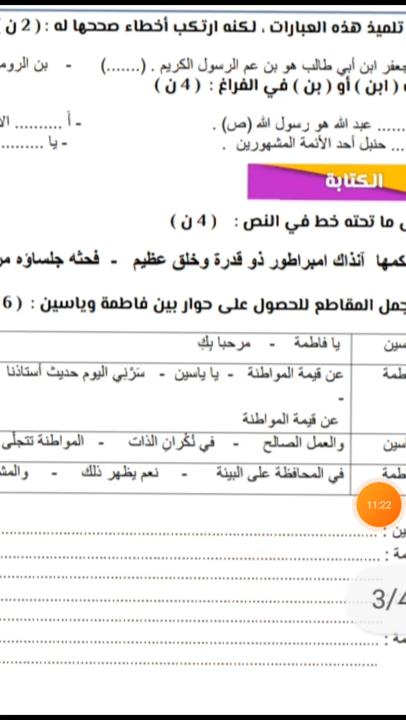 تلميذ هذه العبارات ، لكنه ارتكب أخطاء صححها له : ( 2 ن
جعفر ابن أبي طالب هو بن عم الرسول الكريم . (.......) - بن
( ابن ) أو ( بن ) في الفراغ : ( 4 ن )
...... عبد الله هو رسول الله (ص) . - أ ..........
... حنبل أحد الأئمة المشهورين . - يا .........
الكتابة
ما تحته خط في النص : ( 4 ن )
آنذاك امبراطور ذو قدرة وخلق عظيم - فحثه جلساؤه
المقاطع للحصول على حوار بين فاطمة وياسين : ( 6
يا فاطمة - مرحبا بك
عن قيمة المواطنة - يا ياسين - سرني اليوم حديث أستاذنا
-
عن قيمة المواطنة
والعمل الصالح - في نكران الذات - المواطنة تتجلى
في المحافظة على البيئة - نعم يظهر ذلك -
11:22
3/4